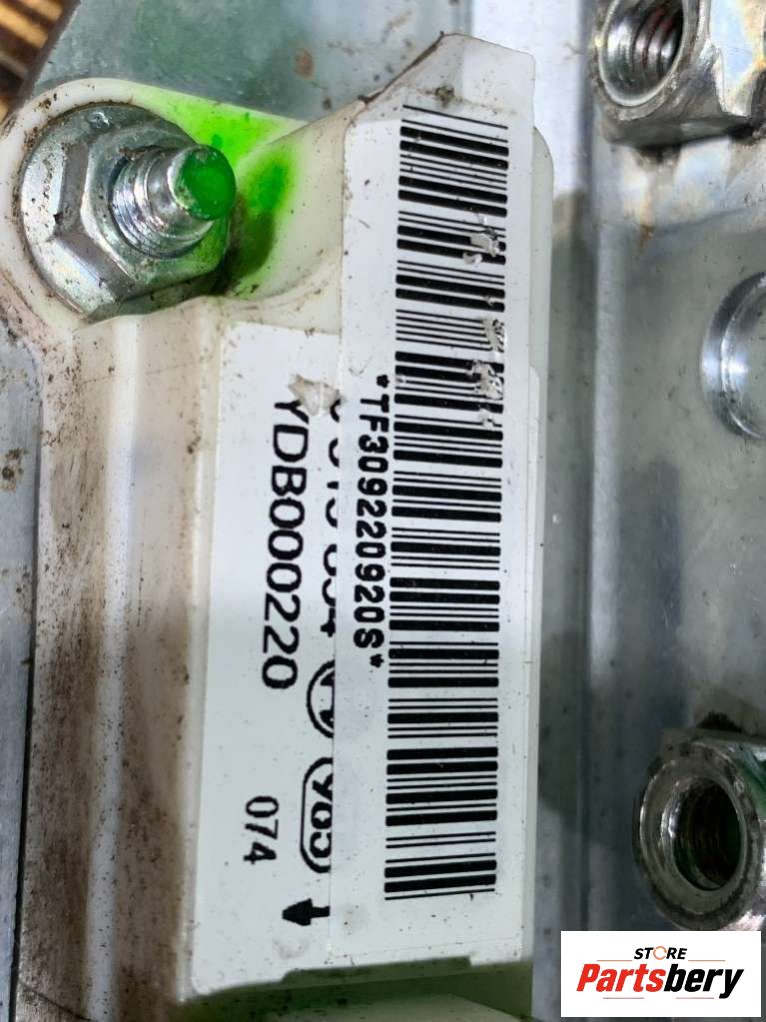 *TF309220920S*
YDB000220
074
STORE
Partsbery